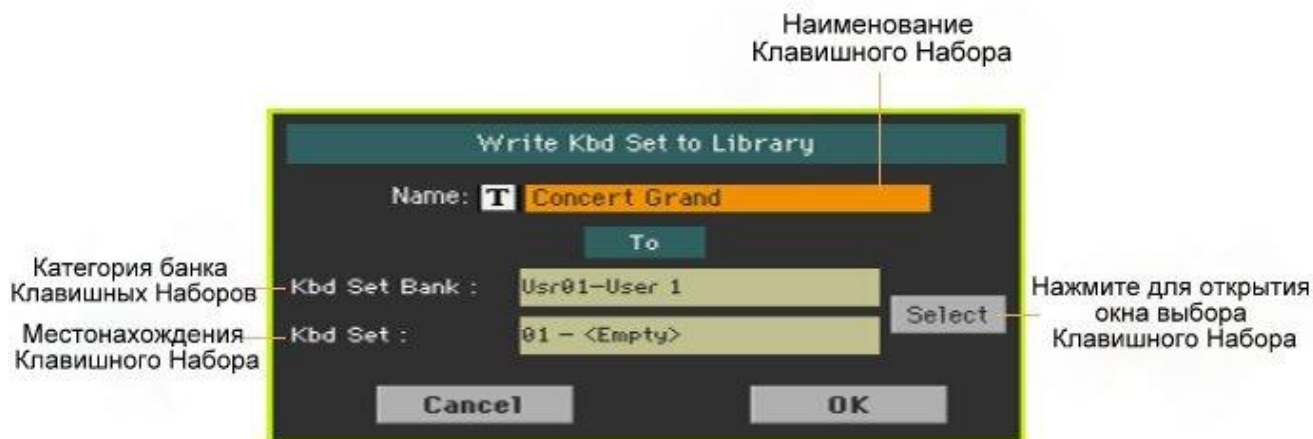 Наименование
Клавишного Набора
Write Kbd Set to Library
Name: T Concert Grand
To
Категория банка
Клавишных Наборов
Kbd Set Bank : Usr01-User 1
Местонахождения
Клавишного Набора
Kbd Set : 01 - <Empty>
Select
Нажмите для открытия
окна выбора
Клавишного Набора
Cancel OK